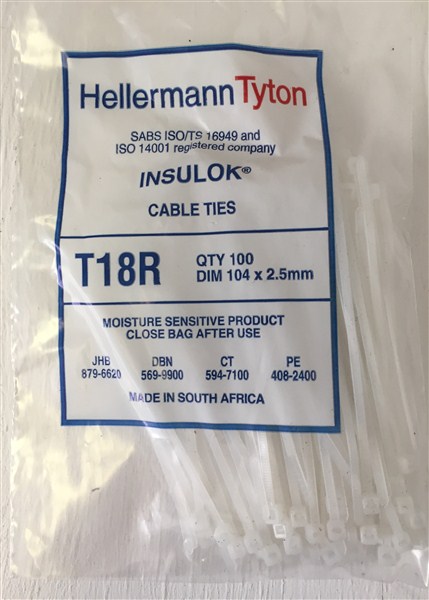 HellermannTyton
SABS ISO/TS 16949 and
ISO 14001 registered company
INSULOK®
CABLE TIES
T18R
QTY 100
DIM 104 x 2.5mm
MOISTURE SENSITIVE PRODUCT
CLOSE BAG AFTER USE
JHB DBN CT PE
879-6620 569-9900 594-7100 408-2400
MADE IN SOUTH AFRICA